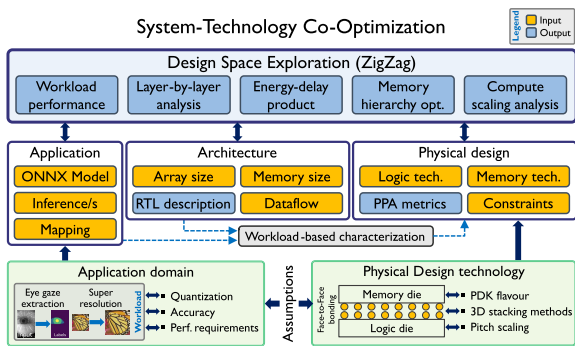 System-Technology Co-Optimization
Legend
Input
Output
Design Space Exploration (ZigZag)
Workload performance
Layer-by-layer analysis
Energy-delay product
Memory hierarchy opt.
Compute scaling analysis
Application
ONNX Model
Inference/s
Mapping
Architecture
Array size
Memory size
RTL description
Dataflow
Physical design
Logic tech.
Memory tech.
PPA metrics
Constraints
Workload-based characterization
Application domain
Eye gaze extraction
Super resolution
Workload
Quantization
Accuracy
Perf. requirements
Assumptions
Physical Design technology
Face-to-Face bonding
Memory die
Logic die
PDK flavour
3D stacking methods
Pitch scaling